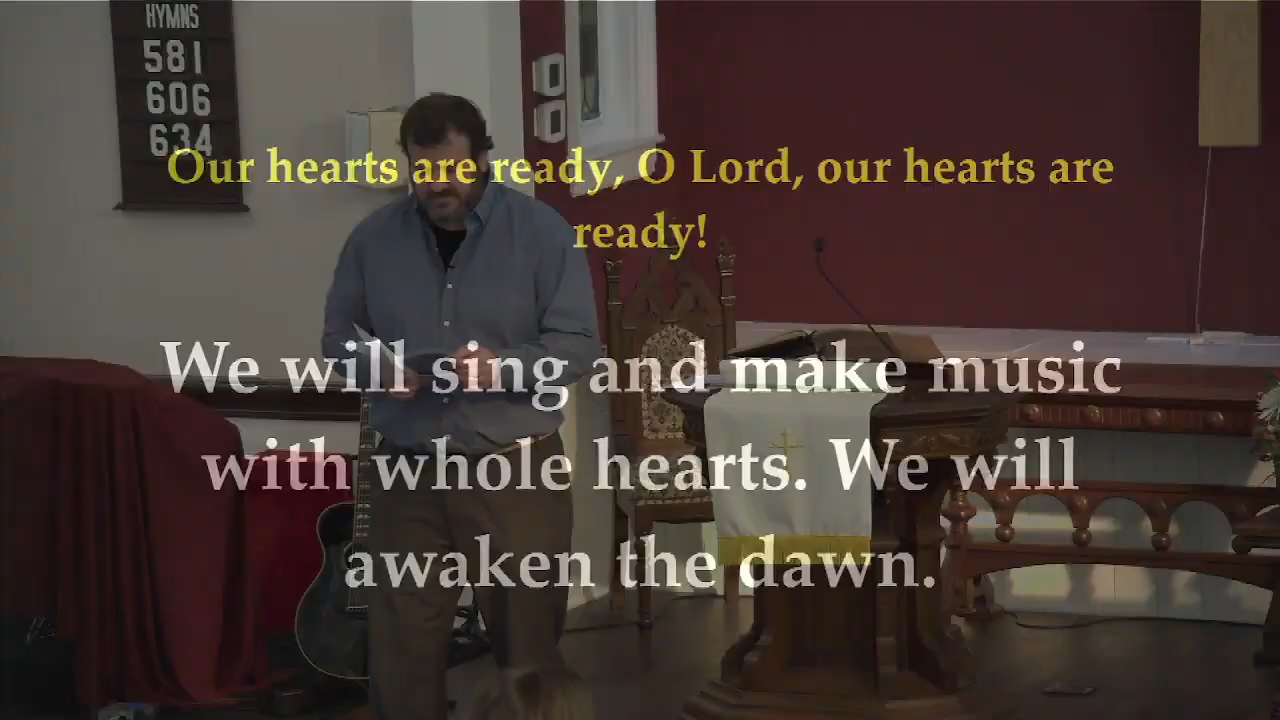 HYMNS
581
606
634
Our hearts are ready, O Lord, our hearts are
ready!
We will sing and make music
with whole hearts. We will
awaken the dawn.